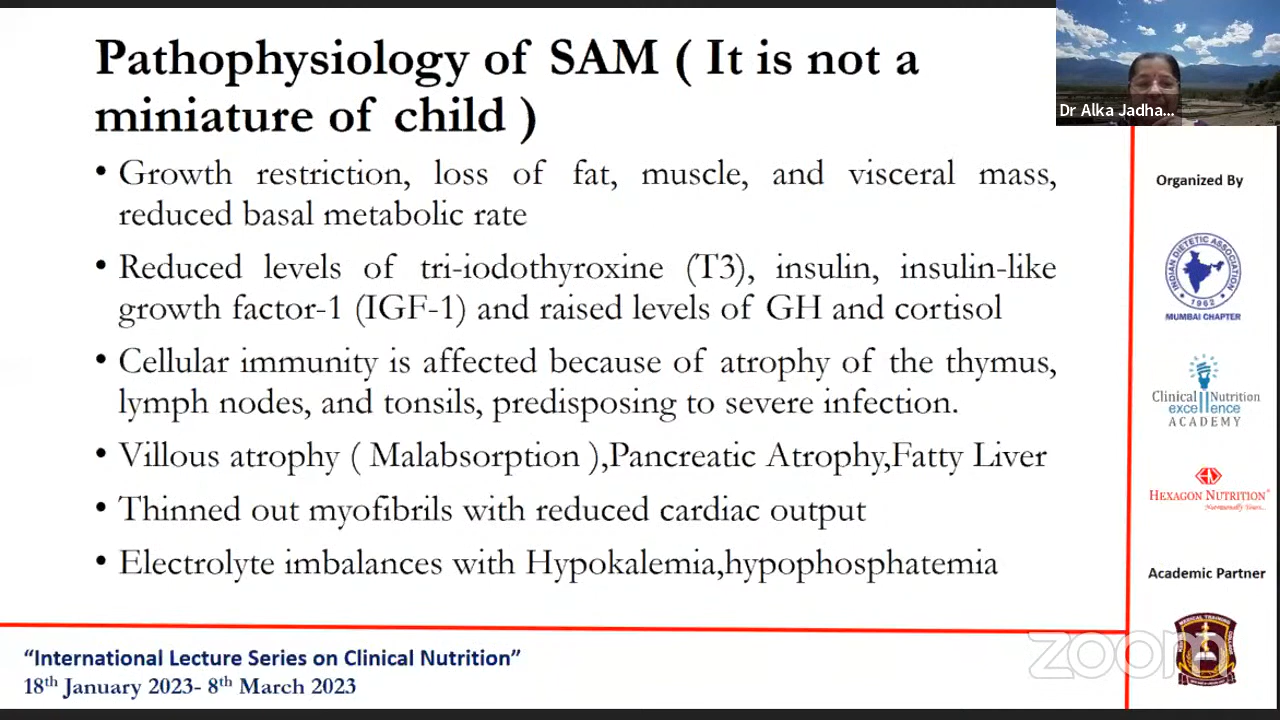 Pathophysiology of SAM ( It is not a
miniature of child )
• Growth restriction, loss of fat, muscle, and visceral mass,
reduced basal metabolic rate
• Reduced levels of tri-iodothyroxine (T3), insulin, insulin-like
growth factor-1 (IGF-1) and raised levels of GH and cortisol
• Cellular immunity is affected because of atrophy of the thymus,
lymph nodes, and tonsils, predisposing to severe infection.
• Villous atrophy ( Malabsorption ),Pancreatic Atrophy,Fatty Liver
• Thinned out myofibrils with reduced cardiac output
• Electrolyte imbalances with Hypokalemia,hypophosphatemia
“International Lecture Series on Clinical Nutrition”
18th January 2023- 8th March 2023
Dr Alka Jadha...
Organized By
INDIAN DIETETIC ASSOCIATION
1962
MUMBAI CHAPTER
Clinical Nutrition
excellence
ACADEMY
HEXAGON NUTRITION
Nutritionally Yours...
Academic Partner
MEDICAL TRAINING
zoom